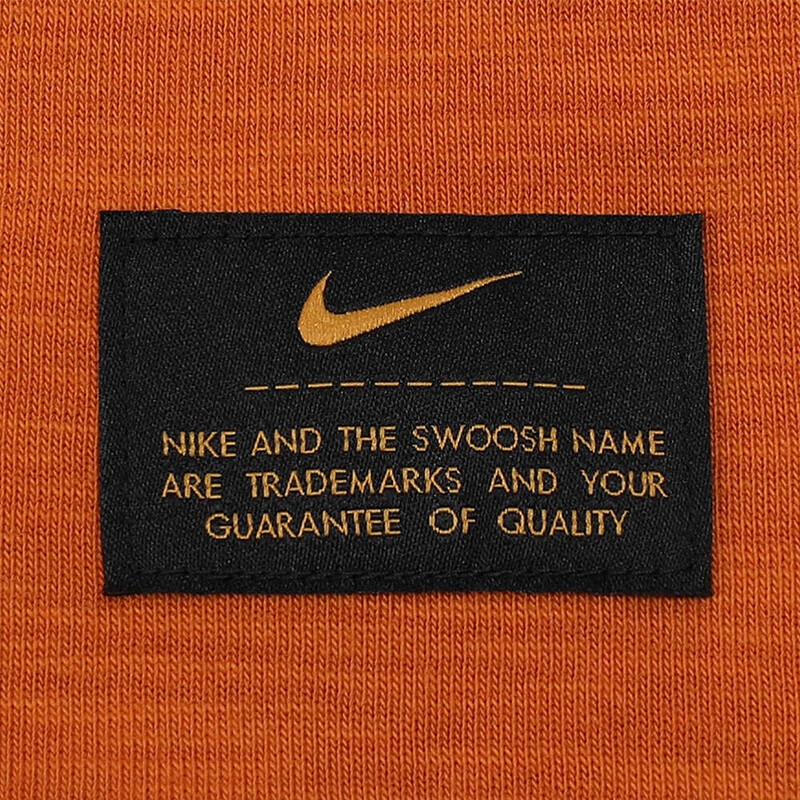 NIKE AND THE SWOOSH NAME
ARE TRADEMARKS AND YOUR
GUARANTEE OF QUALITY